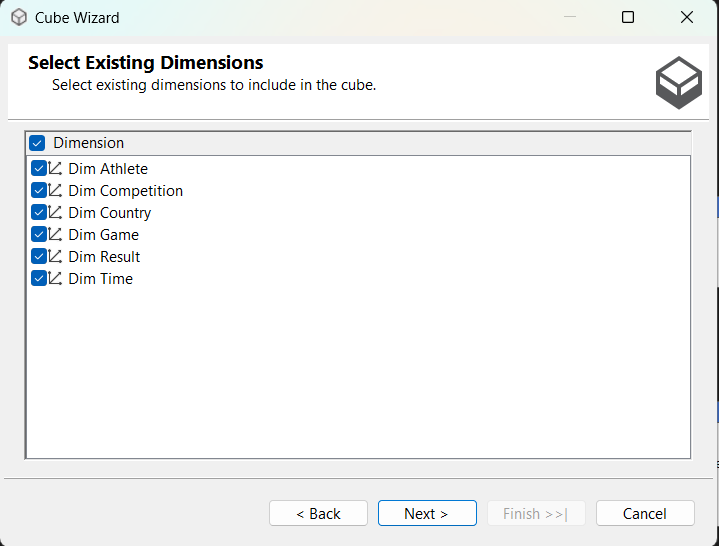 Cube Wizard
Select Existing Dimensions
Select existing dimensions to include in the cube.
Dimension
Dim Athlete
Dim Competition
Dim Country
Dim Game
Dim Result
Dim Time
< Back
Next >
Finish >>|
Cancel